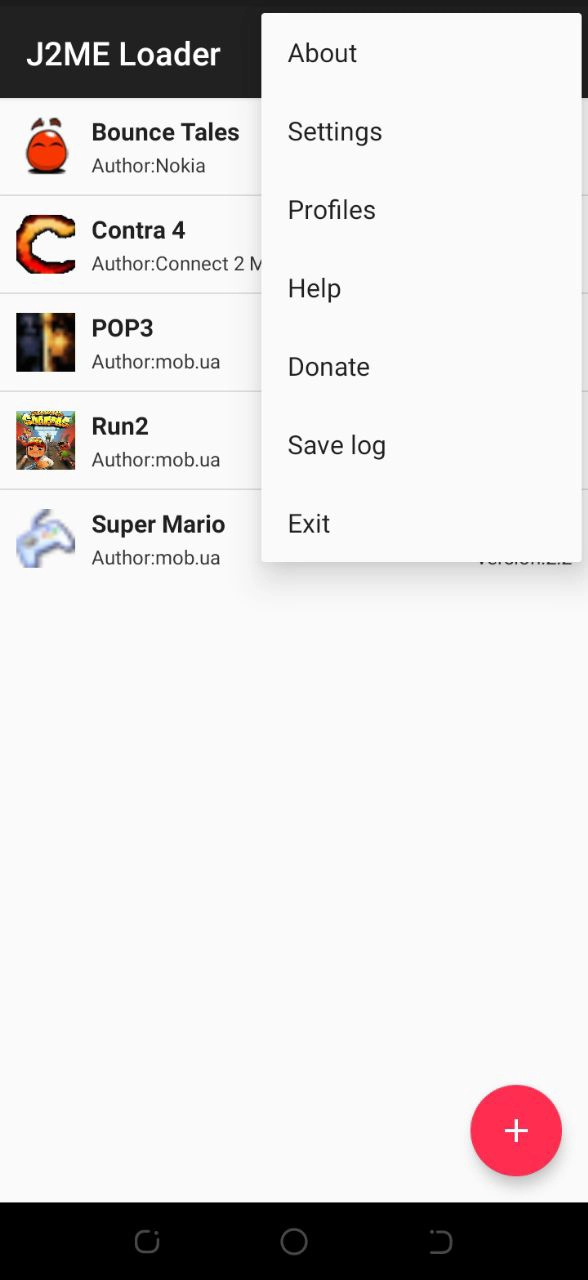 J2ME Loader
About
Settings
Profiles
Help
Donate
Save log
Exit
Bounce Tales
Author:Nokia
Contra 4
Author:Connect 2 M
POP3
Author:mob.ua
Run2
Author:mob.ua
Super Mario
Author:mob.ua